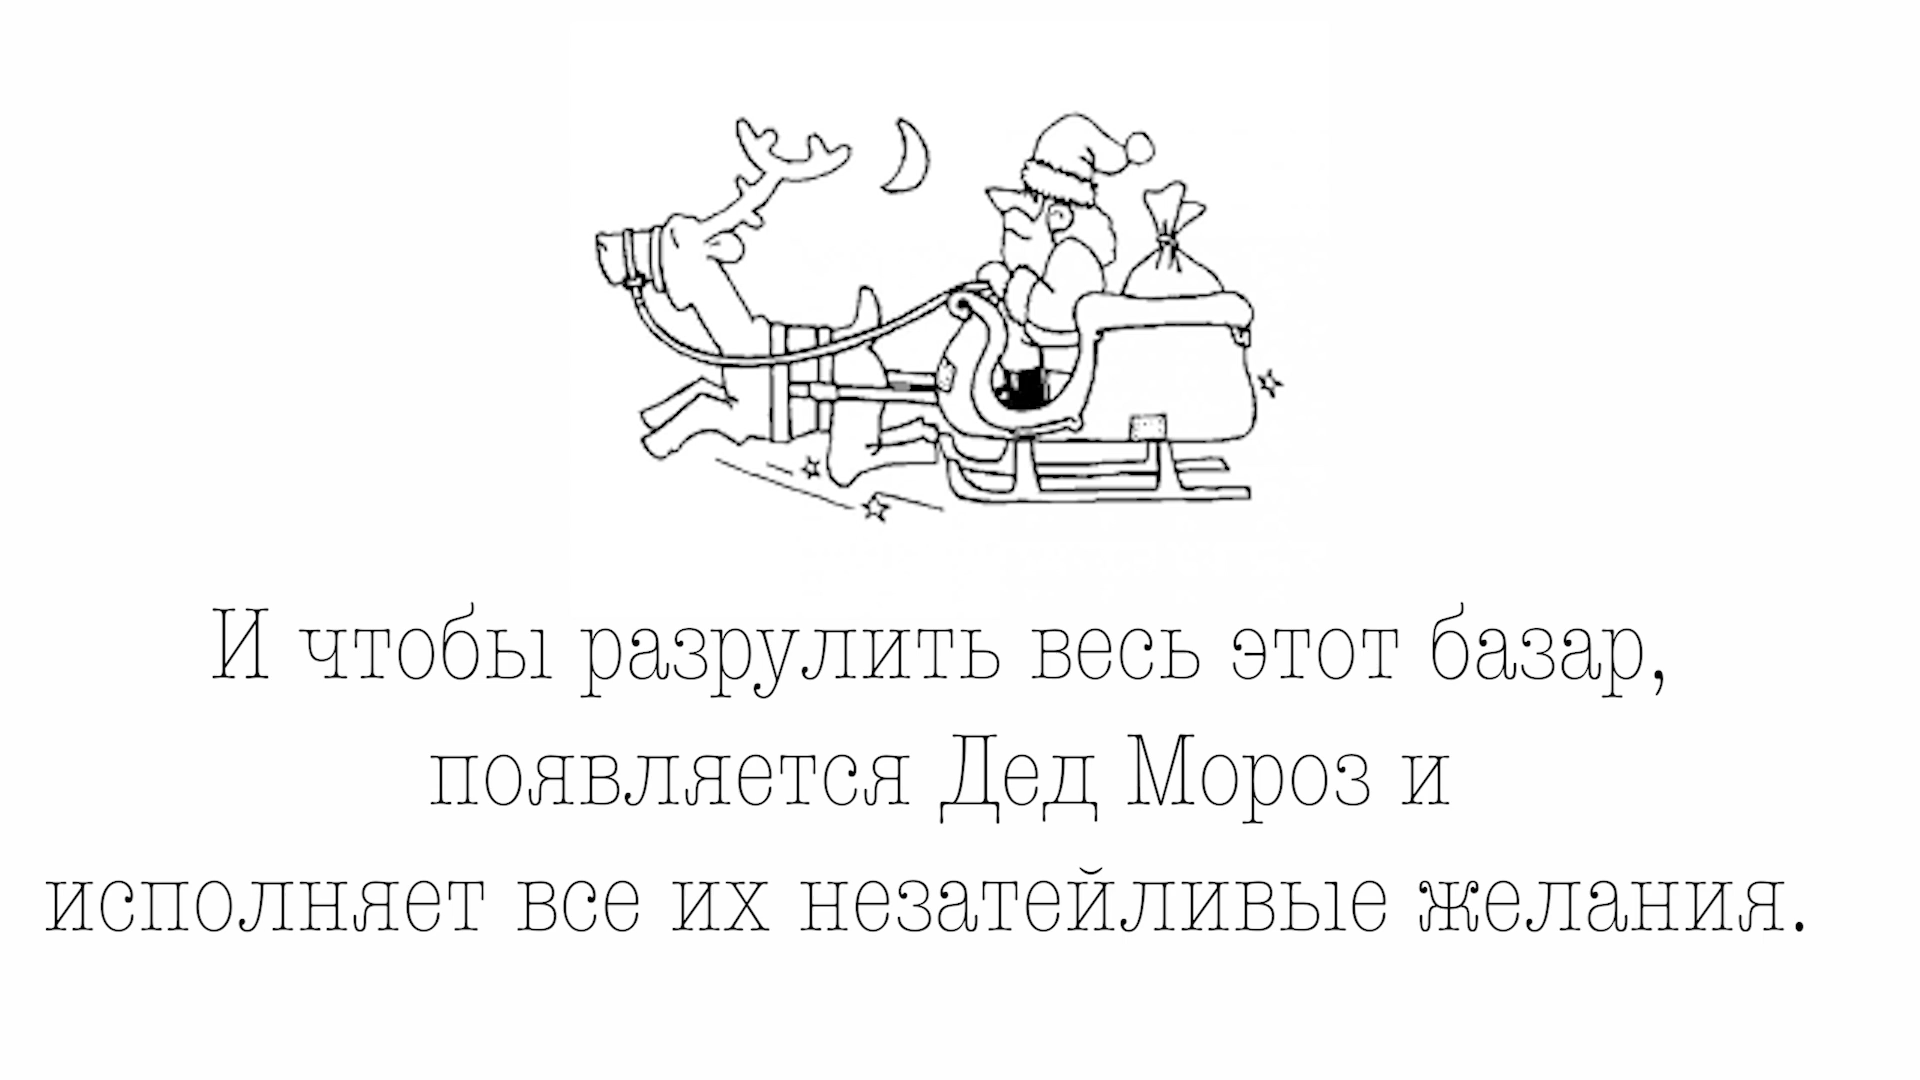 И чтобы разрулить весь этот базар,
появляется Дед Мороз и
исполняет все их незатейливые желания.